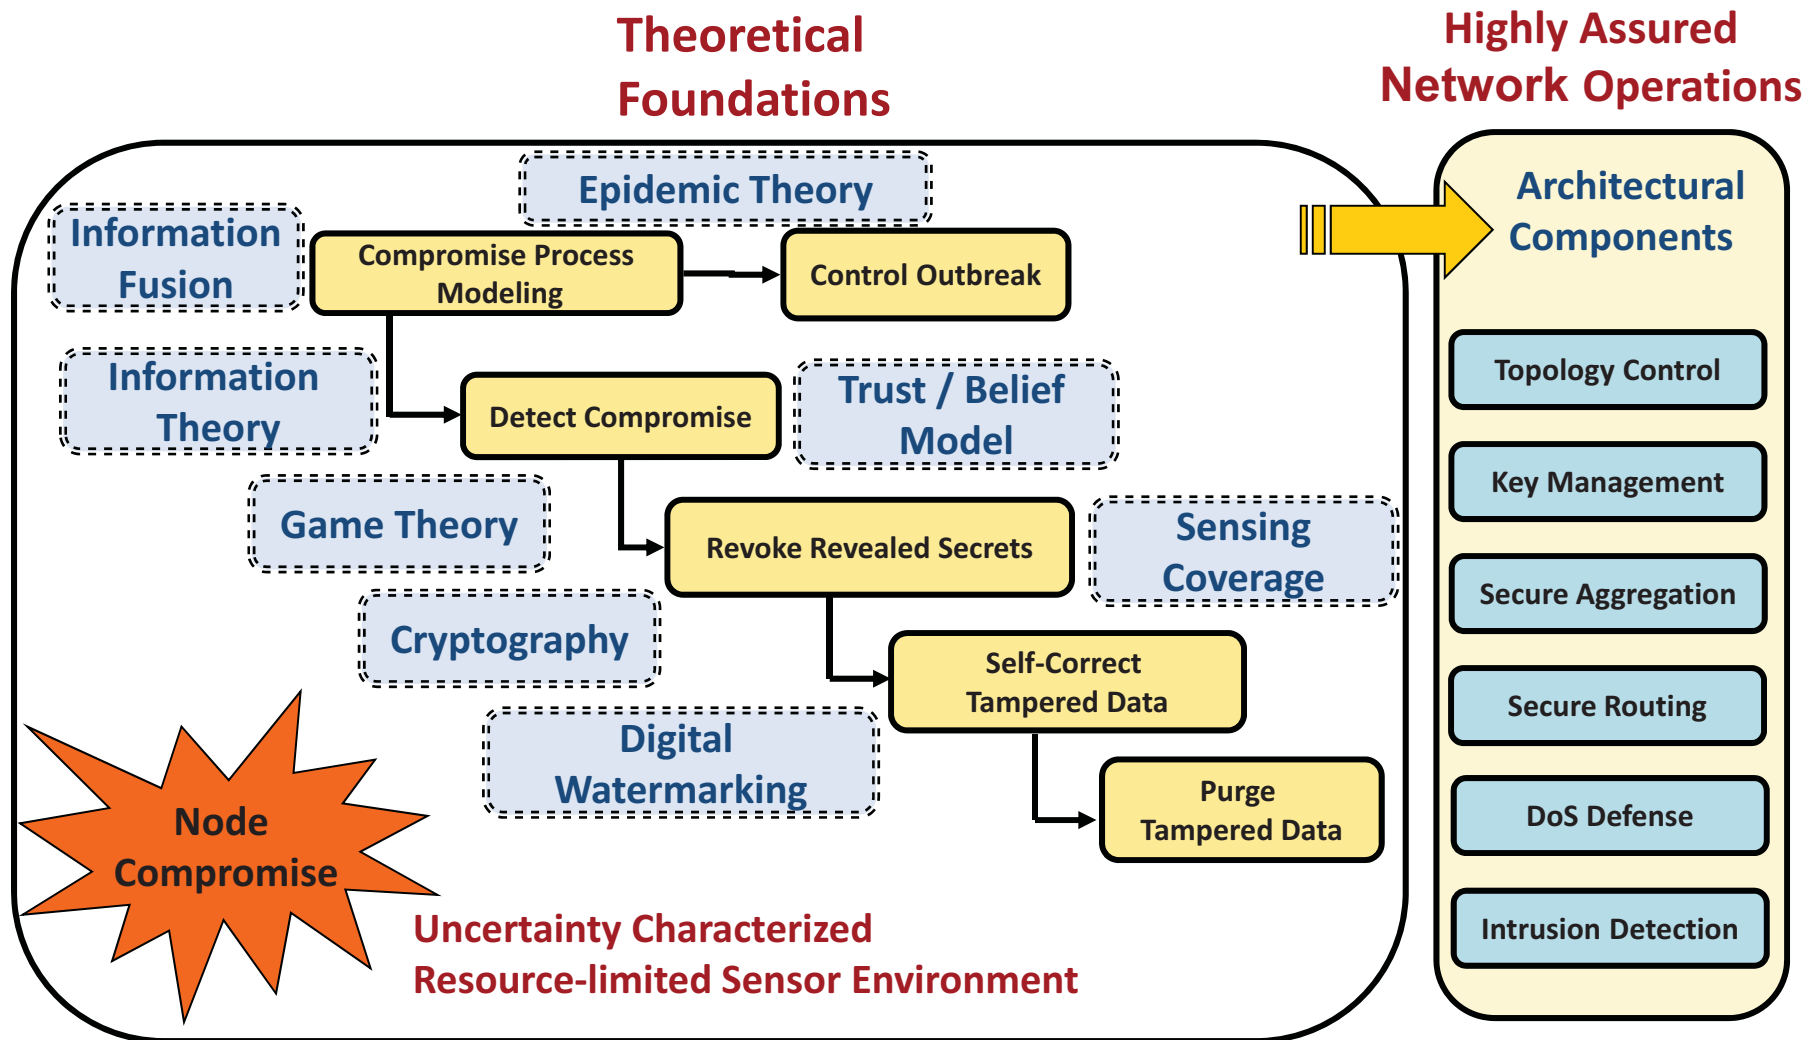 Theoretical
Foundations
Highly Assured
Network Operations
Epidemic Theory
Information
Fusion
Compromise Process
Modeling
Control Outbreak
Information
Theory
Detect Compromise
Trust / Belief
Model
Game Theory
Revoke Revealed Secrets
Sensing
Coverage
Cryptography
Self-Correct
Tampered Data
Digital
Watermarking
Purge
Tampered Data
Node
Compromise
Uncertainty Characterized
Resource-limited Sensor Environment
Architectural
Components
Topology Control
Key Management
Secure Aggregation
Secure Routing
DoS Defense
Intrusion Detection